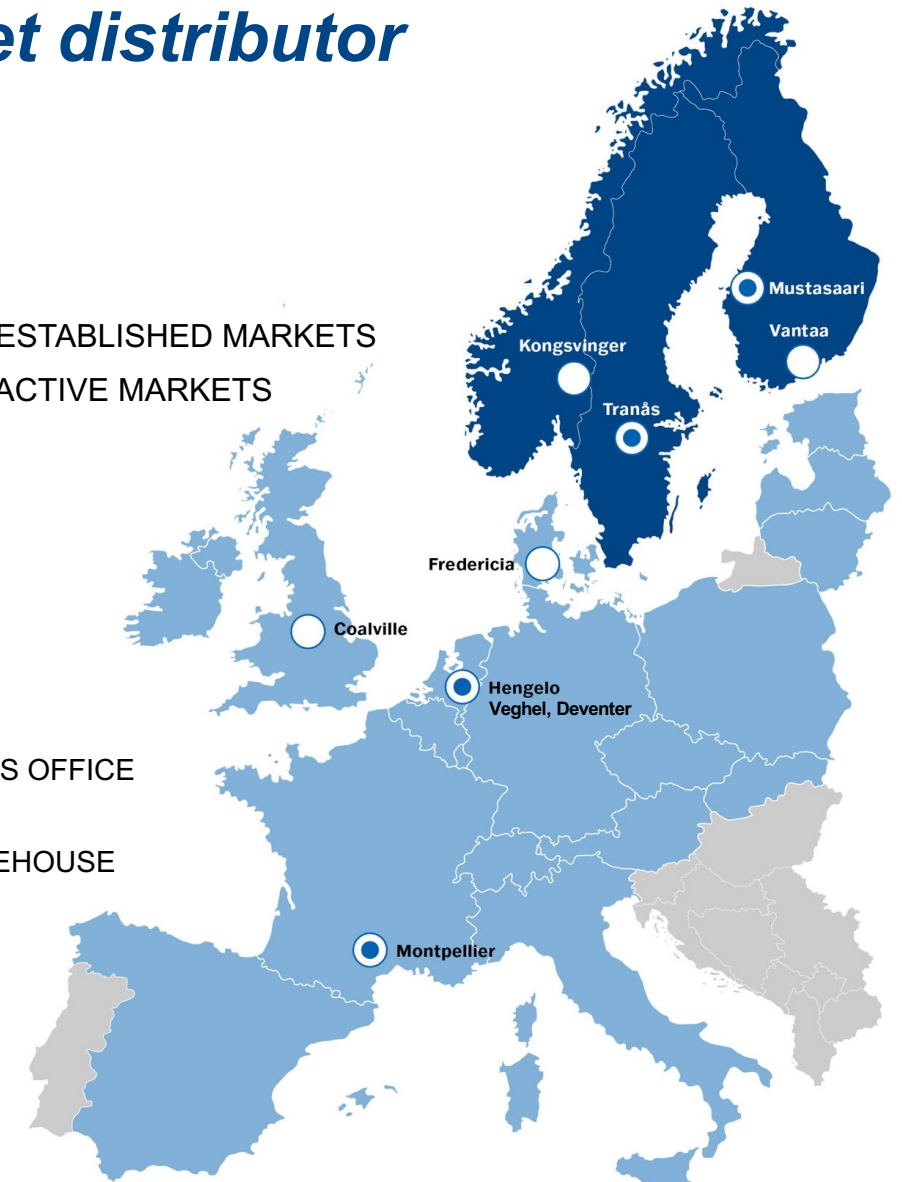 et distributor
ESTABLISHED MARKETS
ACTIVE MARKETS
Mustasaari
Vantaa
Kongsvinger
Tranås
Fredericia
Coalville
Hengelo
Veghel, Deventer
S OFFICE
EHOUSE
Montpellier